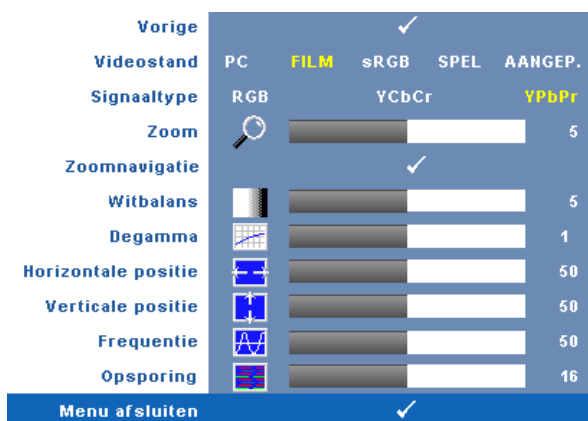 Vorige
Videostand PC FILM sRGB SPEL AANGEP.
Signaaltype RGB YCbCr YPbPr
Zoom 5
Zoomnavigatie
Witbalans 5
Degamma 1
Horizontale positie 50
Verticale positie 50
Frequentie 50
Opsporing 16
Menu afsluiten